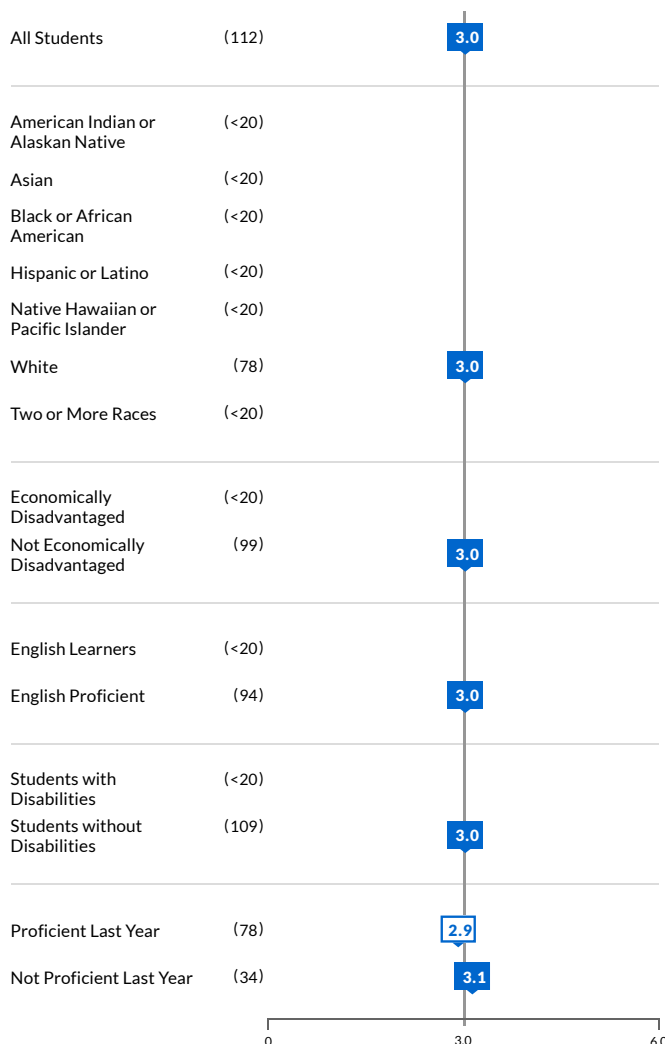 All Students (112) 3.0
American Indian or (<20)
Alaskan Native
Asian (<20)
Black or African (<20)
American
Hispanic or Latino (<20)
Native Hawaiian or (<20)
Pacific Islander
White (78) 3.0
Two or More Races (<20)
Economically (<20)
Disadvantaged
Not Economically (99) 3.0
Disadvantaged
English Learners (<20)
English Proficient (94) 3.0
Students with (<20)
Disabilities
Students without (109) 3.0
Disabilities
Proficient Last Year (78) 2.9
Not Proficient Last Year (34) 3.1
0 3.0 6.0